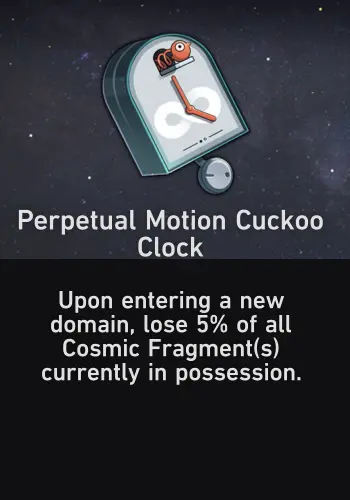 Perpetual Motion Cuckoo
Clock
Upon entering a new
domain, lose 5% of all
Cosmic Fragment(s)
currently in possession.